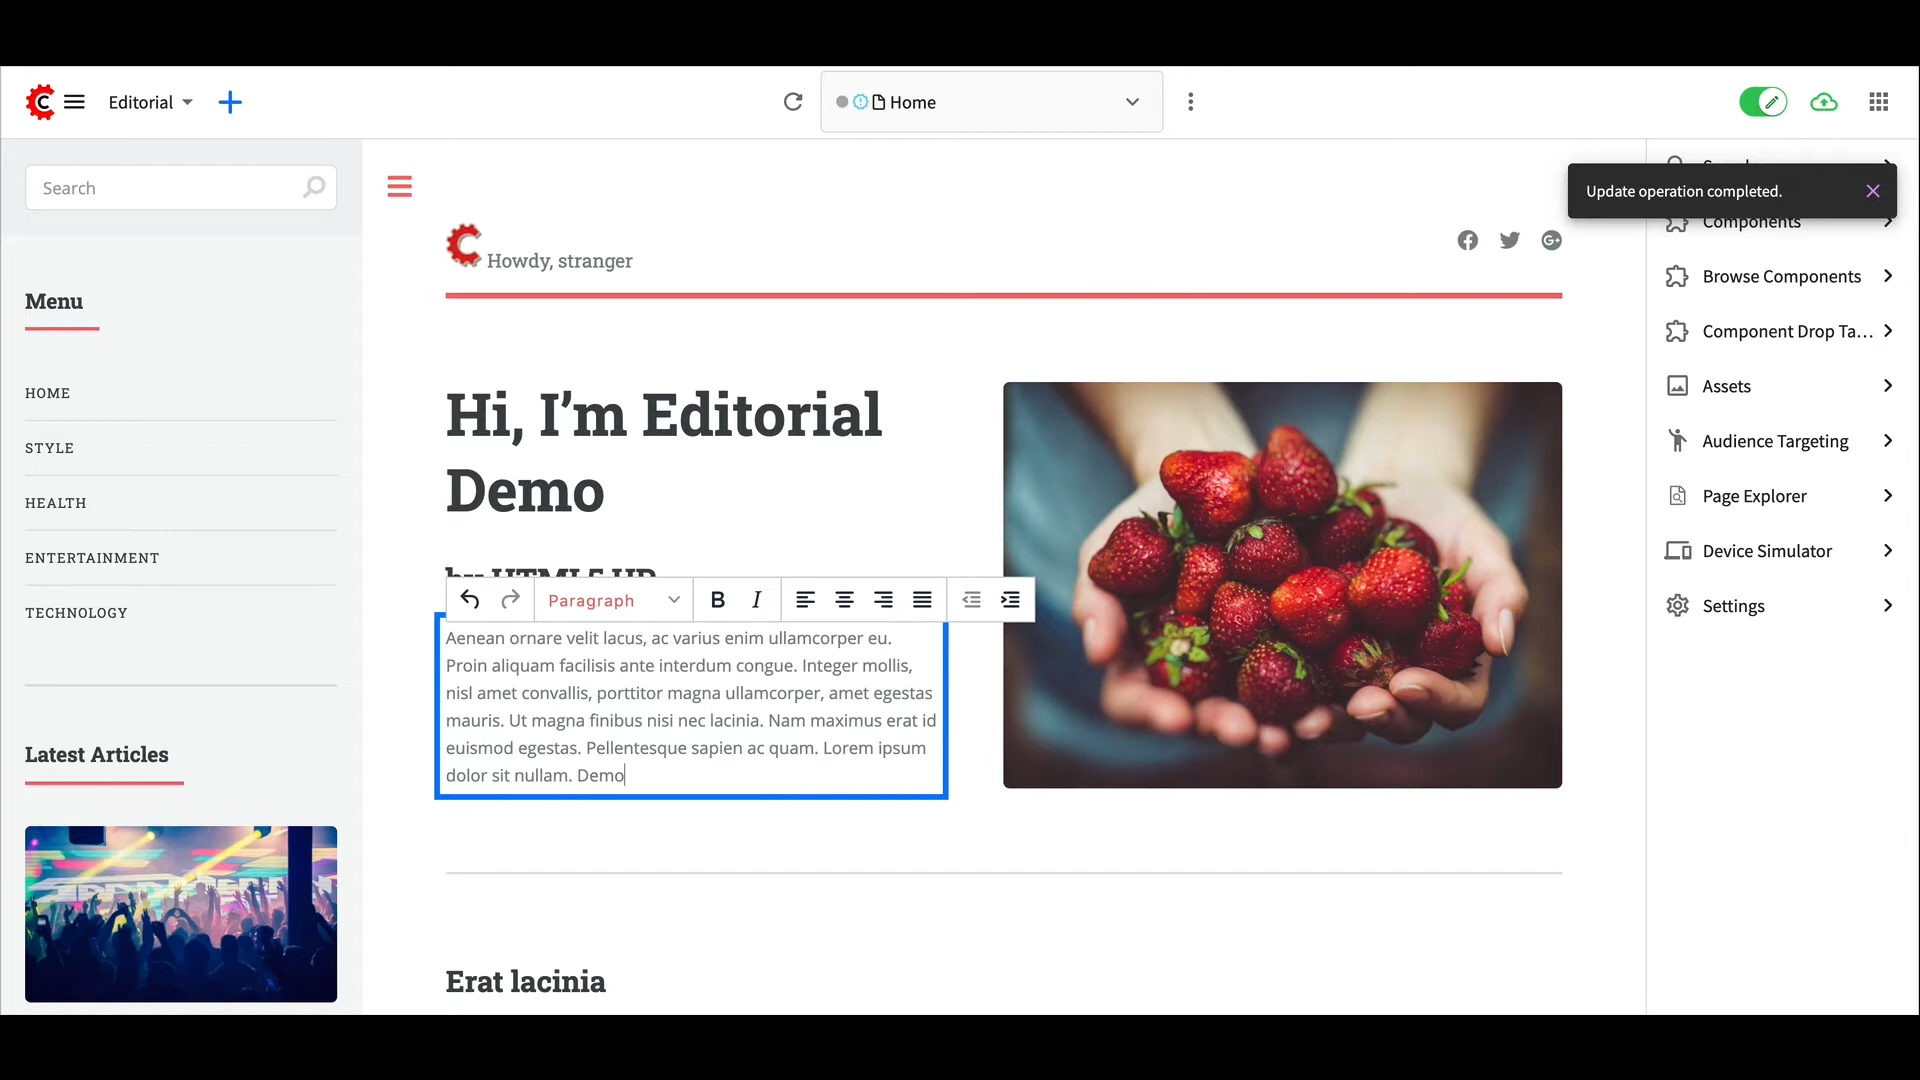 Editorial
Home
Search
Update operation completed.
Components
Browse Components
Component Drop Ta...
Assets
Audience Targeting
Page Explorer
Device Simulator
Settings
Menu
HOME
STYLE
HEALTH
ENTERTAINMENT
TECHNOLOGY
Latest Articles
Howdy, stranger
Hi, I’m Editorial
Demo
by HTML5 UP
Paragraph
B I
Aenean ornare velit lacus, ac varius enim ullamcorper eu.
Proin aliquam facilisis ante interdum congue. Integer mollis,
nisl amet convallis, porttitor magna ullamcorper, amet egestas
mauris. Ut magna finibus nisi nec lacinia. Nam maximus erat id
euismod egestas. Pellentesque sapien ac quam. Lorem ipsum
dolor sit nullam. Demo
Erat lacinia